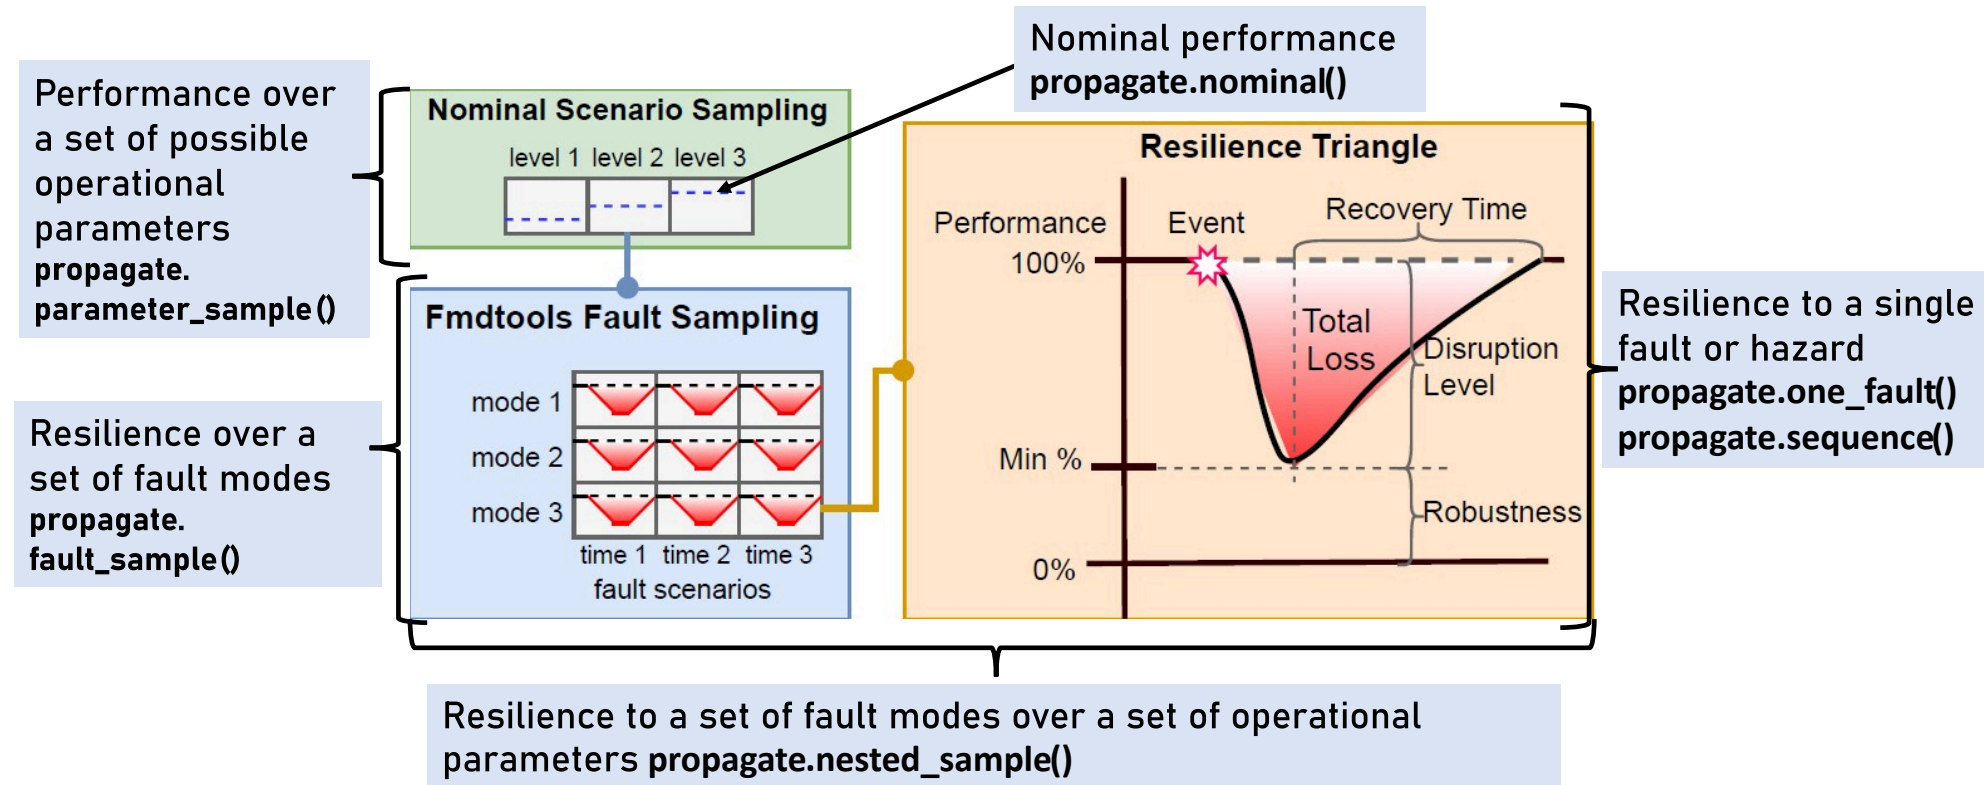 Nominal performance
propagate.nominal()
Performance over
a set of possible
operational
parameters
propagate.
parameter_sample()
Nominal Scenario Sampling
level 1 level 2 level 3
Resilience Triangle
Performance
100%
Event
Recovery Time
Total
Loss
Disruption
Level
Min %
Robustness
0%
Resilience to a single
fault or hazard
propagate.one_fault()
propagate.sequence()
Fmdtools Fault Sampling
mode 1
mode 2
mode 3
time 1 time 2 time 3
fault scenarios
Resilience over a
set of fault modes
propagate.
fault_sample()
Resilience to a set of fault modes over a set of operational
parameters propagate.nested_sample()